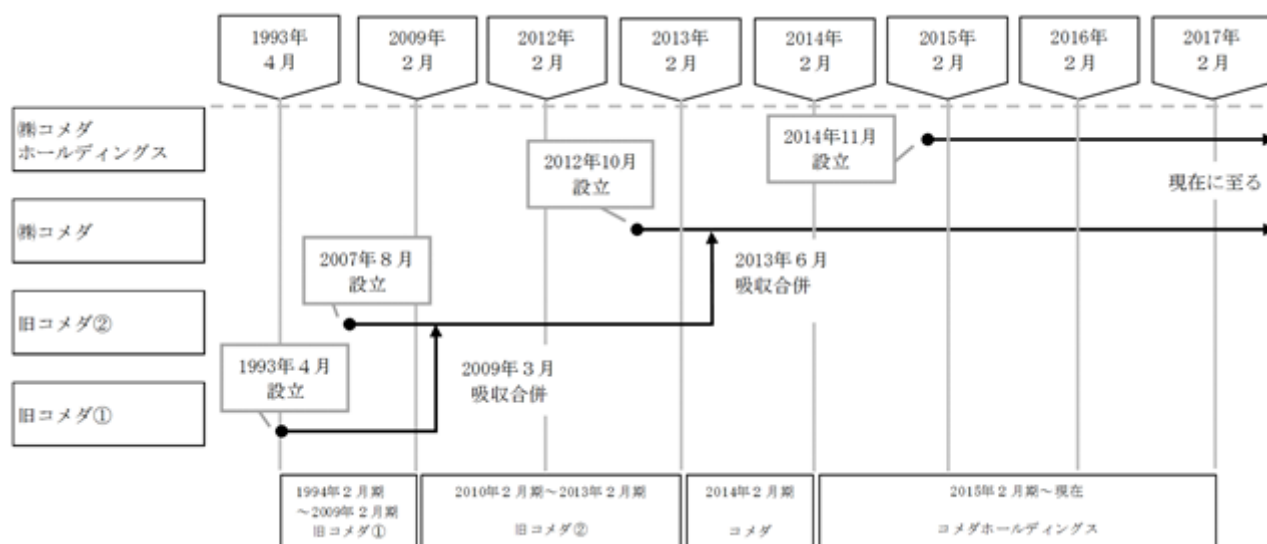 1993年
4月
2009年
2月
2012年
2月
2013年
2月
2014年
2月
2015年
2月
2016年
2月
2017年
2月
㈱コメダ
ホールディングス
2014年11月
設立
現在に至る
2012年10月
設立
㈱コメダ
2007年8月
設立
2013年6月
吸収合併
旧コメダ②
1993年4月
設立
2009年3月
吸収合併
旧コメダ①
1994年2月期
～2009年2月期
旧コメダ①
2010年2月期～2013年2月期
旧コメダ②
2014年2月期
コメダ
2015年2月期～現在
コメダホールディングス